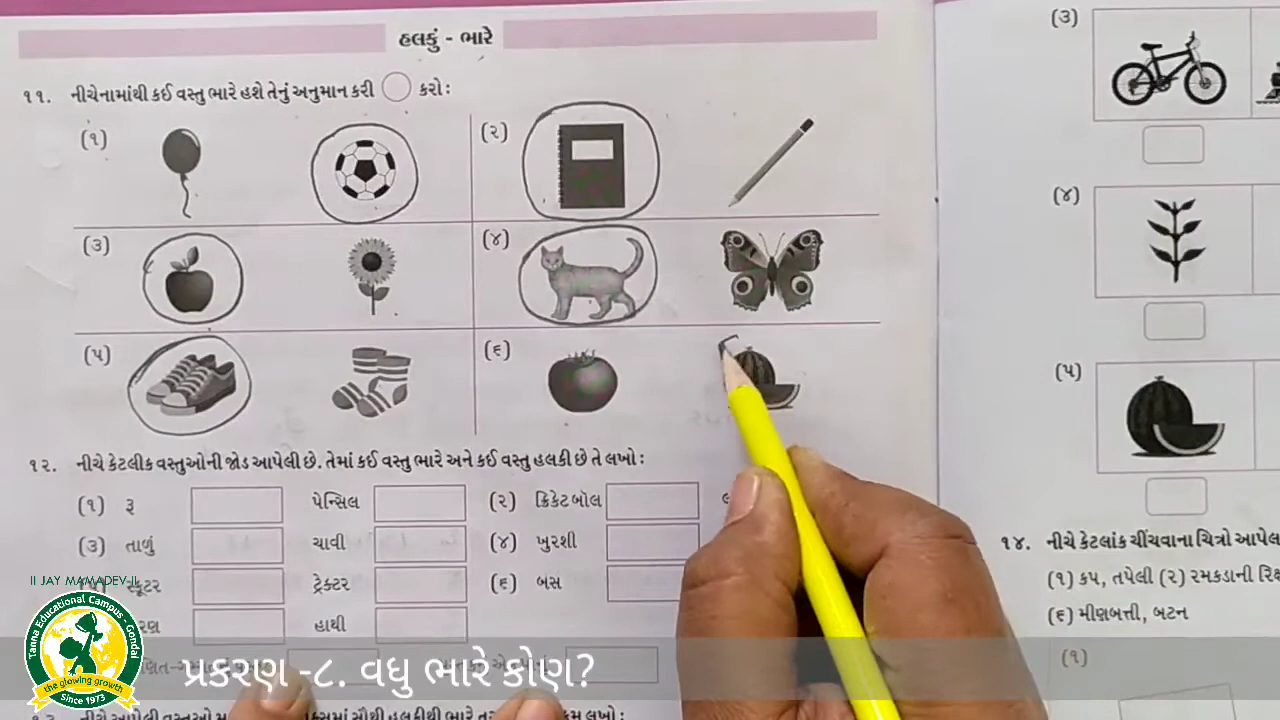 હલકું - ભારે
૧૧. નીચેનામાંથી કઈ વસ્તુ ભારે હશે તેનું અનુમાન કરી ◯ કરો :
(૧) (૨)
(૩) (૪)
(૫) (૬)
૧૨. નીચે કેટલીક વસ્તુઓની જોડ આપેલી છે. તેમાં કઈ વસ્તુ ભારે અને કઈ વસ્તુ હલકી છે તે લખો :
(૧) રૂ પેન્સિલ (૨) ક્રિકેટ બૉલ
(૩) તાળું ચાવી (૪) ખુરશી
સ્કૂટર ટ્રેક્ટર (૬) બસ
હાથી
(૩)
(૪)
(૫)
૧૪. નીચે કેટલાંક ચીંચવાના ચિત્રો
(૧) કપ, તપેલી (૨) રમકડાની
(૬) મીણબત્તી, બટન
(૧)
II JAY MAMADEV II
Tanna Educational Campus - Gondal
the glowing growth
Since 1973
પ્રકરણ -૮. વધુ ભારે કોણ?